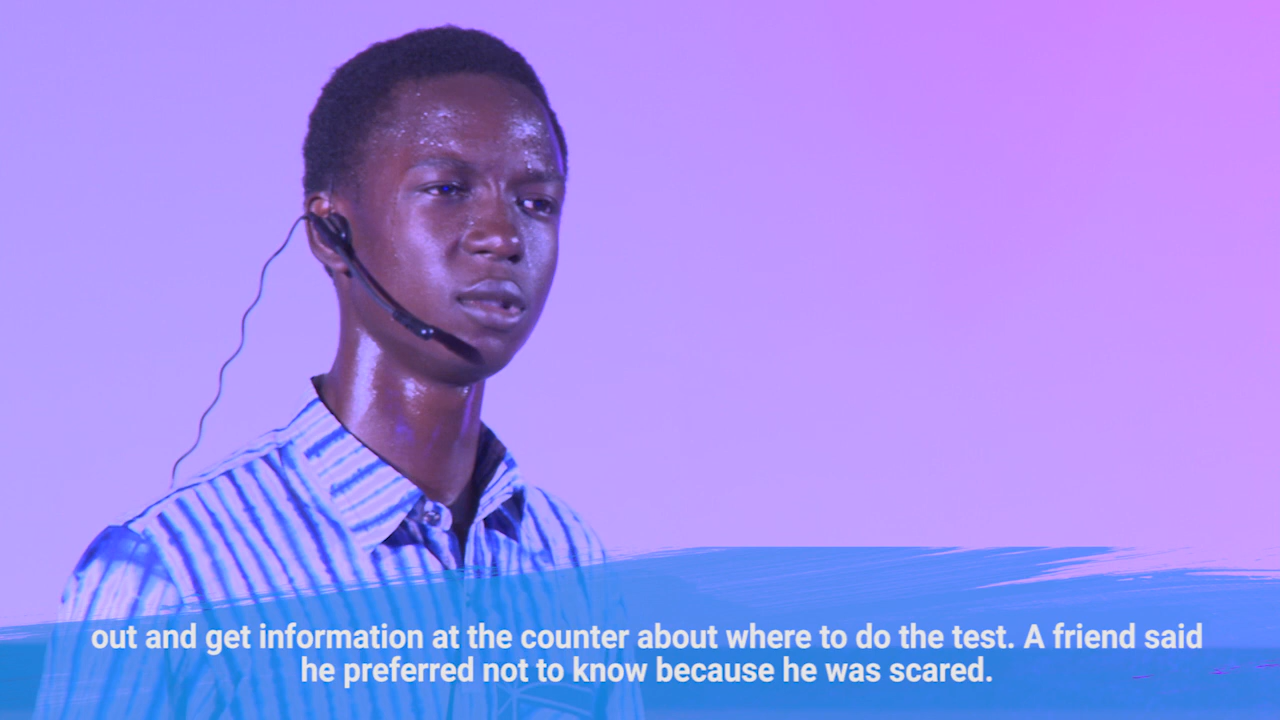 out and get information at the counter about where to do the test. A friend said
he preferred not to know because he was scared.